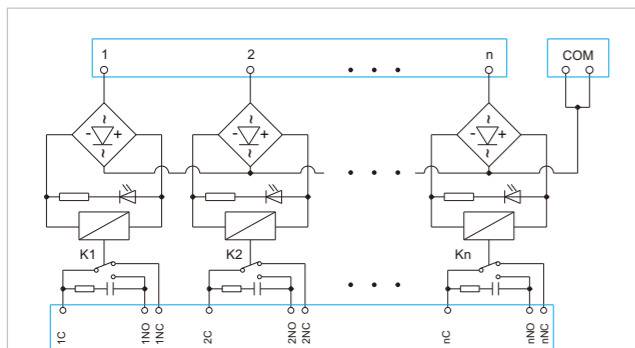 1 2 n COM
~ ~ ~
- + - + - +
~ ~ ~
K1 K2 Kn
1C 1NO 1NC 2C 2NO 2NC nC nNO nNC